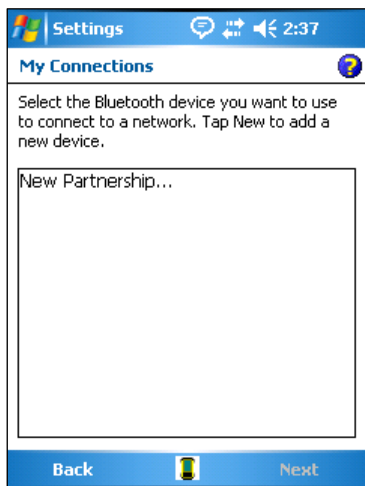 Settings 2:37
My Connections ?
Select the Bluetooth device you want to use
to connect to a network. Tap New to add a
new device.
New Partnership...
Back Next